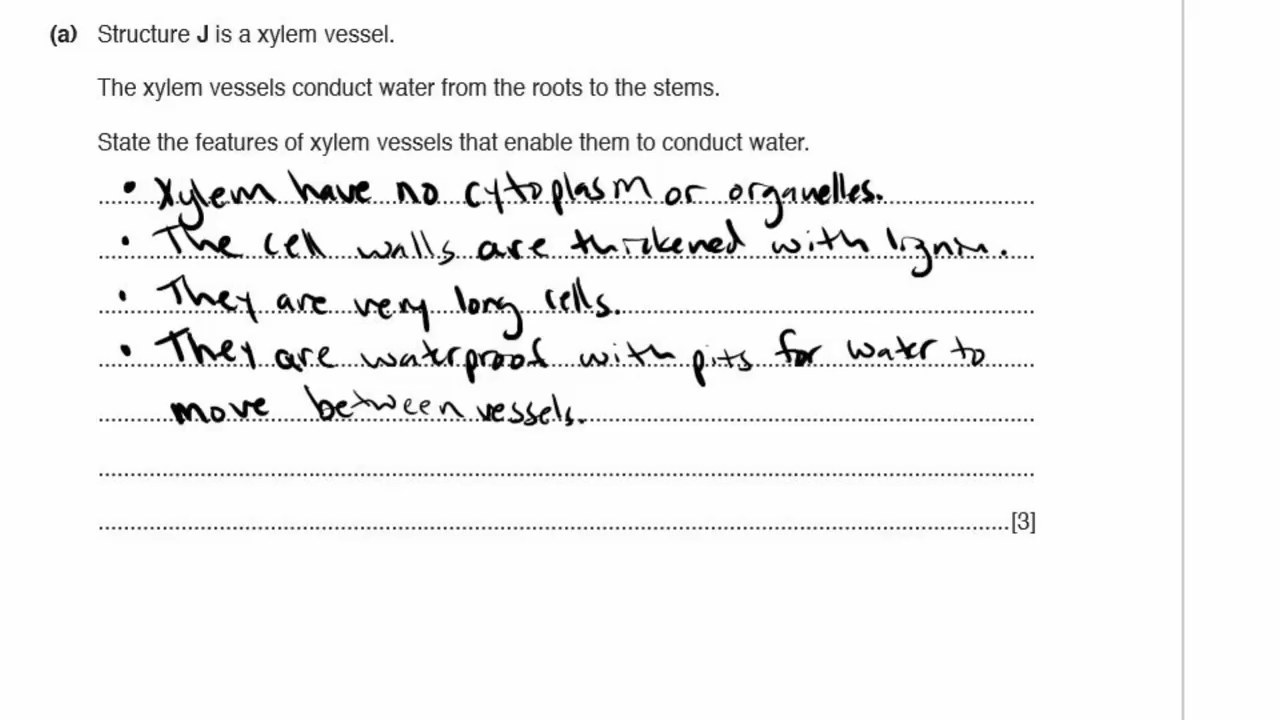 (a) Structure J is a xylem vessel.
The xylem vessels conduct water from the roots to the stems.
State the features of xylem vessels that enable them to conduct water.
• Xylem have no cytoplasm or organelles.
• The cell walls are thickened with lignin.
• They are very long cells.
• They are waterproof with pits for water to
move between vessels.
[3]